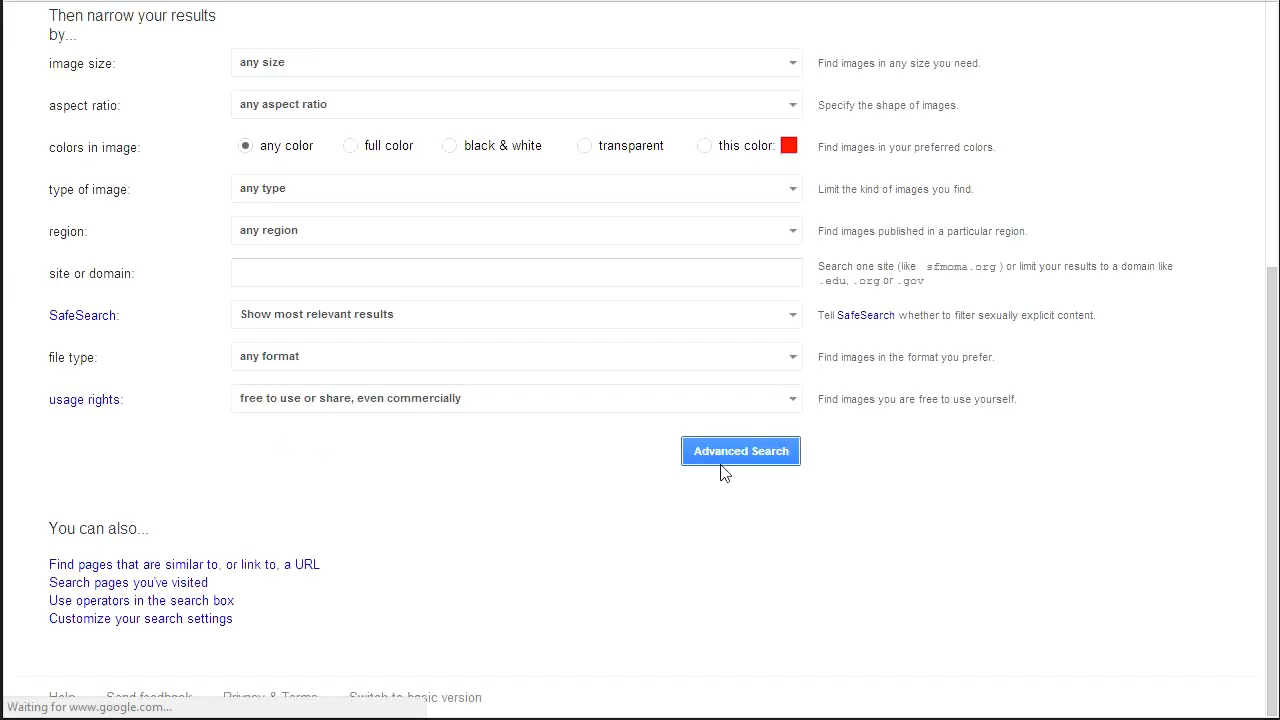 Then narrow your results
by...
image size: any size Find images in any size you need.
aspect ratio: any aspect ratio Specify the shape of images.
colors in image: any color full color black & white transparent this color: Find images in your preferred colors.
type of image: any type Limit the kind of images you find.
region: any region Find images published in a particular region.
site or domain: Search one site (like sfmoma.org ) or limit your results to a domain like
.edu, .org or .gov
SafeSearch: Show most relevant results Tell SafeSearch whether to filter sexually explicit content.
file type: any format Find images in the format you prefer.
usage rights: free to use or share, even commercially Find images you are free to use yourself.
Advanced Search
You can also...
Find pages that are similar to, or link to, a URL
Search pages you've visited
Use operators in the search box
Customize your search settings
Help Send feedback Privacy & Terms Switch to basic version
Waiting for www.google.com...